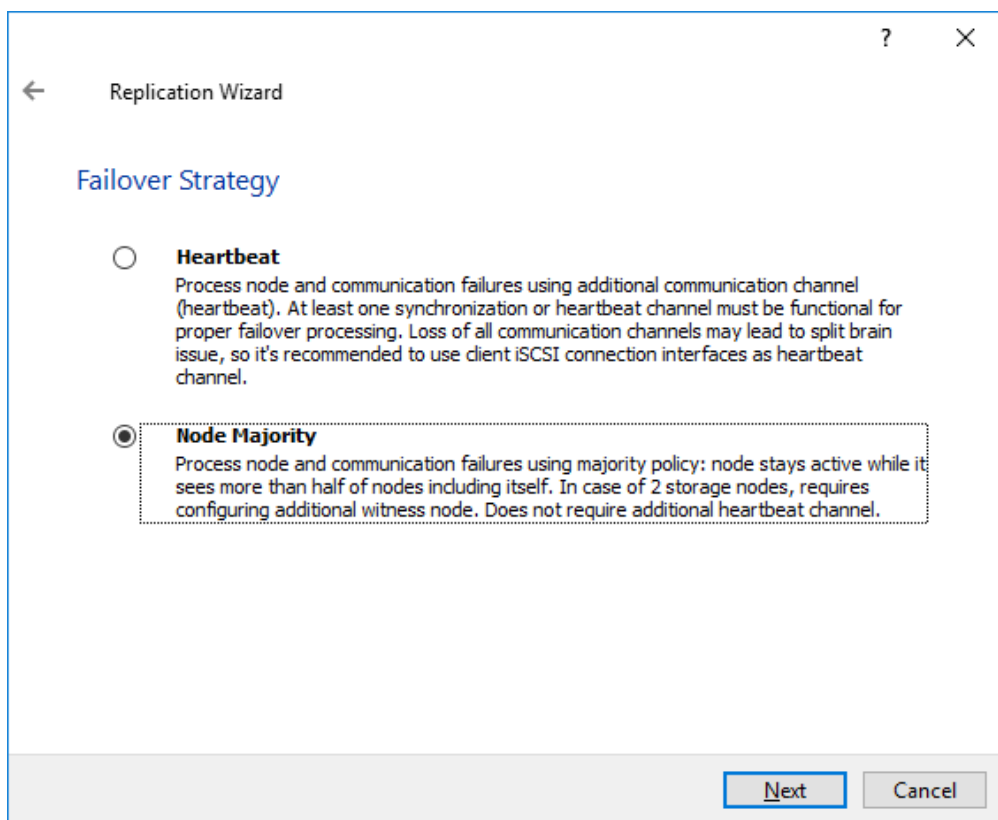 ?
Replication Wizard
Failover Strategy
Heartbeat
Process node and communication failures using additional communication channel
(heartbeat). At least one synchronization or heartbeat channel must be functional for
proper failover processing. Loss of all communication channels may lead to split brain
issue, so it's recommended to use client iSCSI connection interfaces as heartbeat
channel.
Node Majority
Process node and communication failures using majority policy: node stays active while it
sees more than half of nodes including itself. In case of 2 storage nodes, requires
configuring additional witness node. Does not require additional heartbeat channel.
Next Cancel